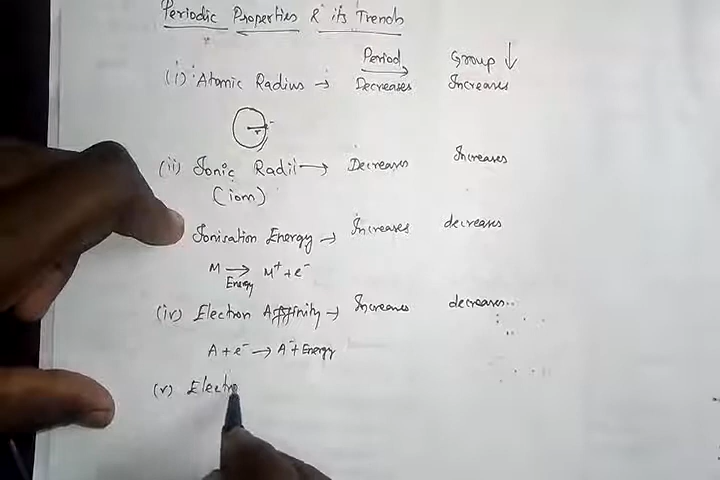 Periodic Properties & its Trends
Period Group ↓
(i) Atomic Radius → Decreases Increases
r
(ii) Ionic Radii → Decreases Increases
(ion)
Ionisation Energy → Increases decreases
M → M⁺ + e⁻
Energy
(iv) Electron Affinity → Increases decreases..
A + e⁻ → A⁻ + Energy
(v) Electro